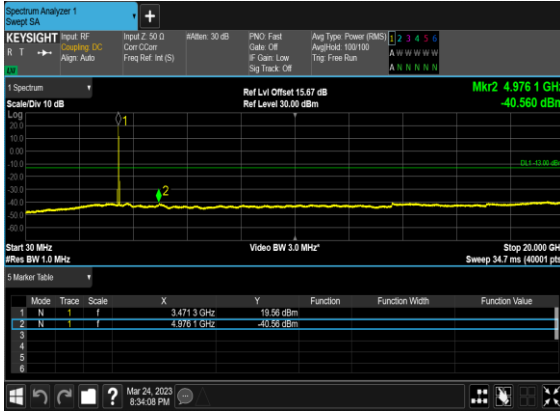 Spectrum Analyzer 1
Swept SA
+
KEYSIGHT
R T
Input: RF
Coupling: DC
Align: Auto
Input Z: 50 Ω
Corr CCorr
Freq Ref: Int (S)
#Atten: 30 dB
PNO: Fast
Gate: Off
IF Gain: Low
Sig Track: Off
Avg Type: Power (RMS)
Avg|Hold: 100/100
Trig: Free Run
1 2 3 4 5 6
A W W W W W
A N N N N N
1 Spectrum
Scale/Div 10 dB
Ref Lvl Offset 15.67 dB
Ref Level 30.00 dBm
Mkr2 4.976 1 GHz
-40.560 dBm
Log
20.0
10.0
0.00
-10.0
-20.0
-30.0
-40.0
-50.0
-60.0
1
2
DL1 -13.00 dBm
Start 30 MHz
#Res BW 1.0 MHz
Video BW 3.0 MHz*
Stop 20.000 GH
Sweep 34.7 ms (40001 pts
5 Marker Table
Mode Trace Scale X Y Function Function Width Function Value
1 N 1 f 3.471 3 GHz 19.56 dBm
2 N 1 f 4.976 1 GHz -40.56 dBm
3
4
5
6
?
Mar 24, 2023
8:34:08 PM